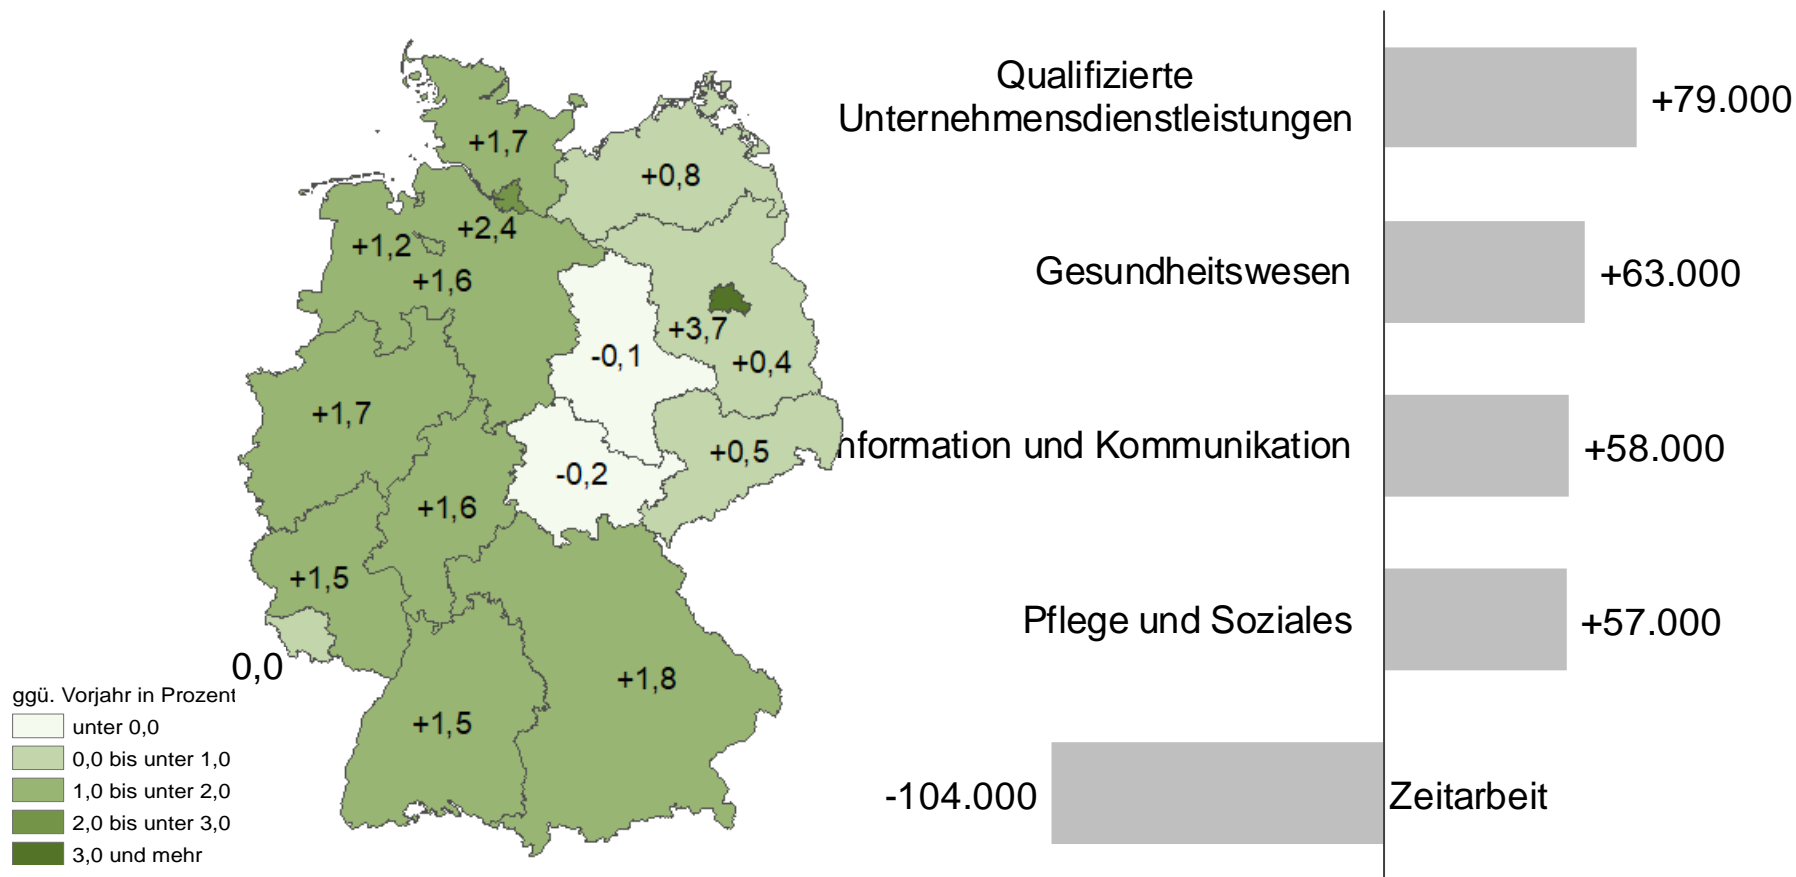 +1,7
+0,8
+2,4
+1,2
+1,6
+3,7
-0,1
+0,4
+1,7
+0,5
-0,2
+1,6
+1,5
0,0
+1,8
+1,5
ggü. Vorjahr in Prozent
unter 0,0
0,0 bis unter 1,0
1,0 bis unter 2,0
2,0 bis unter 3,0
3,0 und mehr
Qualifizierte
Unternehmensdienstleistungen
+79.000
Gesundheitswesen
+63.000
nformation und Kommunikation
+58.000
Pflege und Soziales
+57.000
-104.000
Zeitarbeit